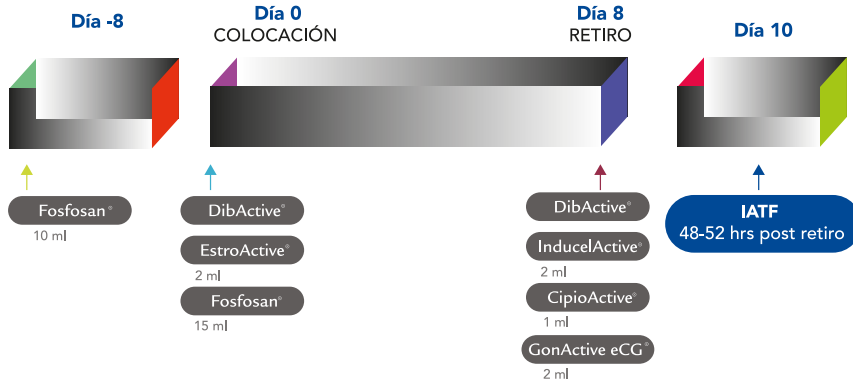 Día -8
Fosfosan®
10 ml
Día 0
COLOCACIÓN
DibActive®
EstroActive®
2 ml
Fosfosan®
15 ml
Día 8
RETIRO
DibActive®
InducelActive®
2 ml
CipioActive®
1 ml
GonActive eCG®
2 ml
Día 10
IATF
48-52 hrs post retiro